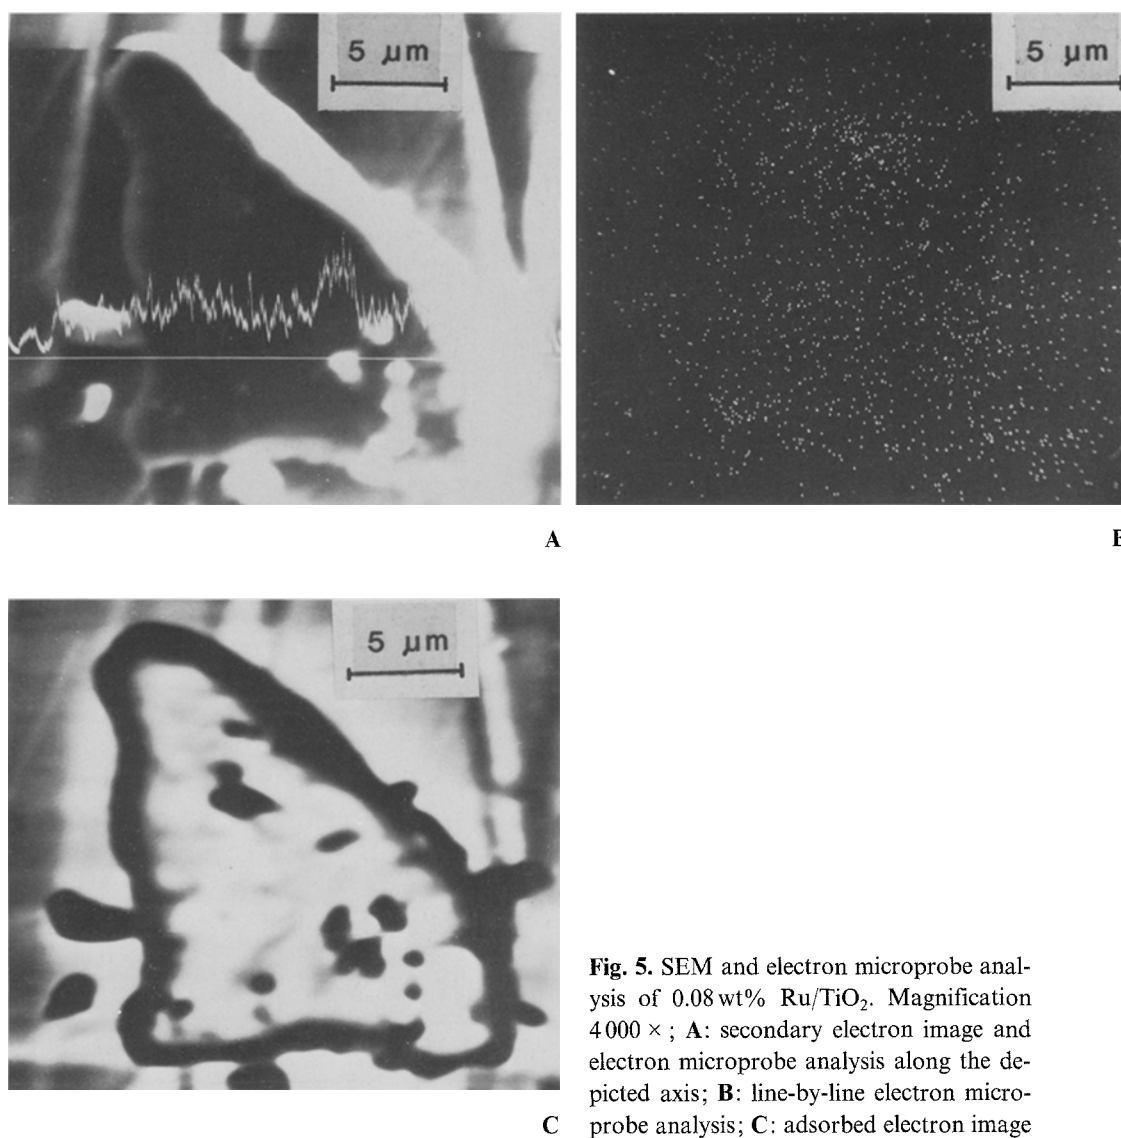 5 μm
5 μm
A
B
5 μm
C
Fig. 5. SEM and electron microprobe anal-
ysis of 0.08 wt% Ru/TiO₂. Magnification
4000 × ; A: secondary electron image and
electron microprobe analysis along the de-
picted axis; B: line-by-line electron micro-
probe analysis; C: adsorbed electron image